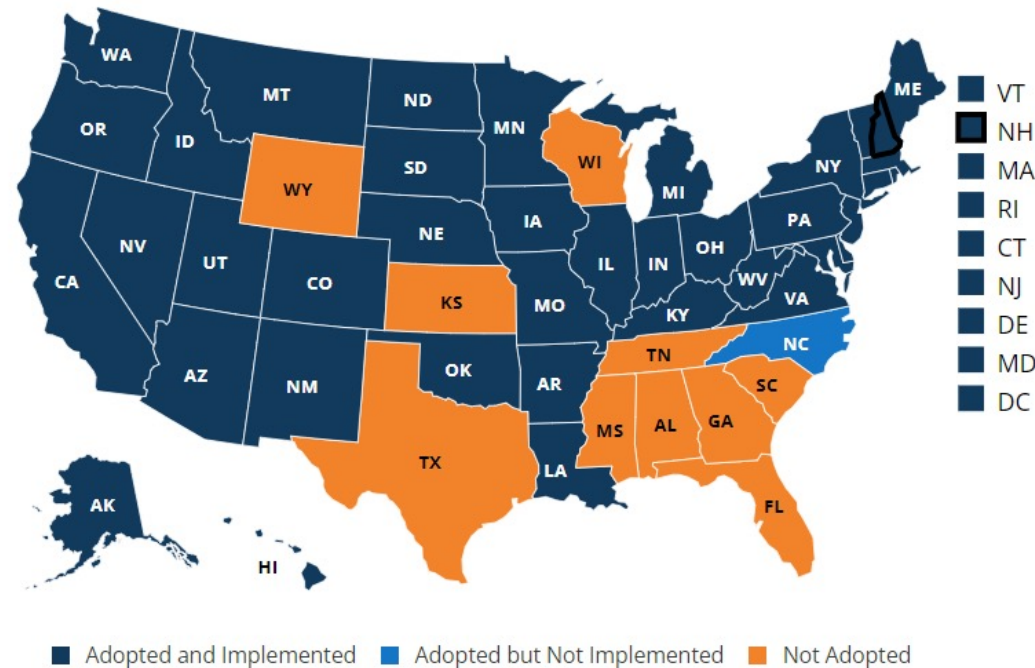 WA
MT
ND
MN
OR
ID
SD
WY
WI
MI
NY
ME
VT
NH
MA
RI
CT
NJ
DE
MD
DC
NV
UT
CO
NE
IA
IL
IN
OH
PA
CA
KS
MO
KY
WV
VA
AZ
NM
OK
AR
TN
NC
SC
TX
LA
MS
AL
GA
FL
AK
HI
Adopted and Implemented
Adopted but Not Implemented
Not Adopted